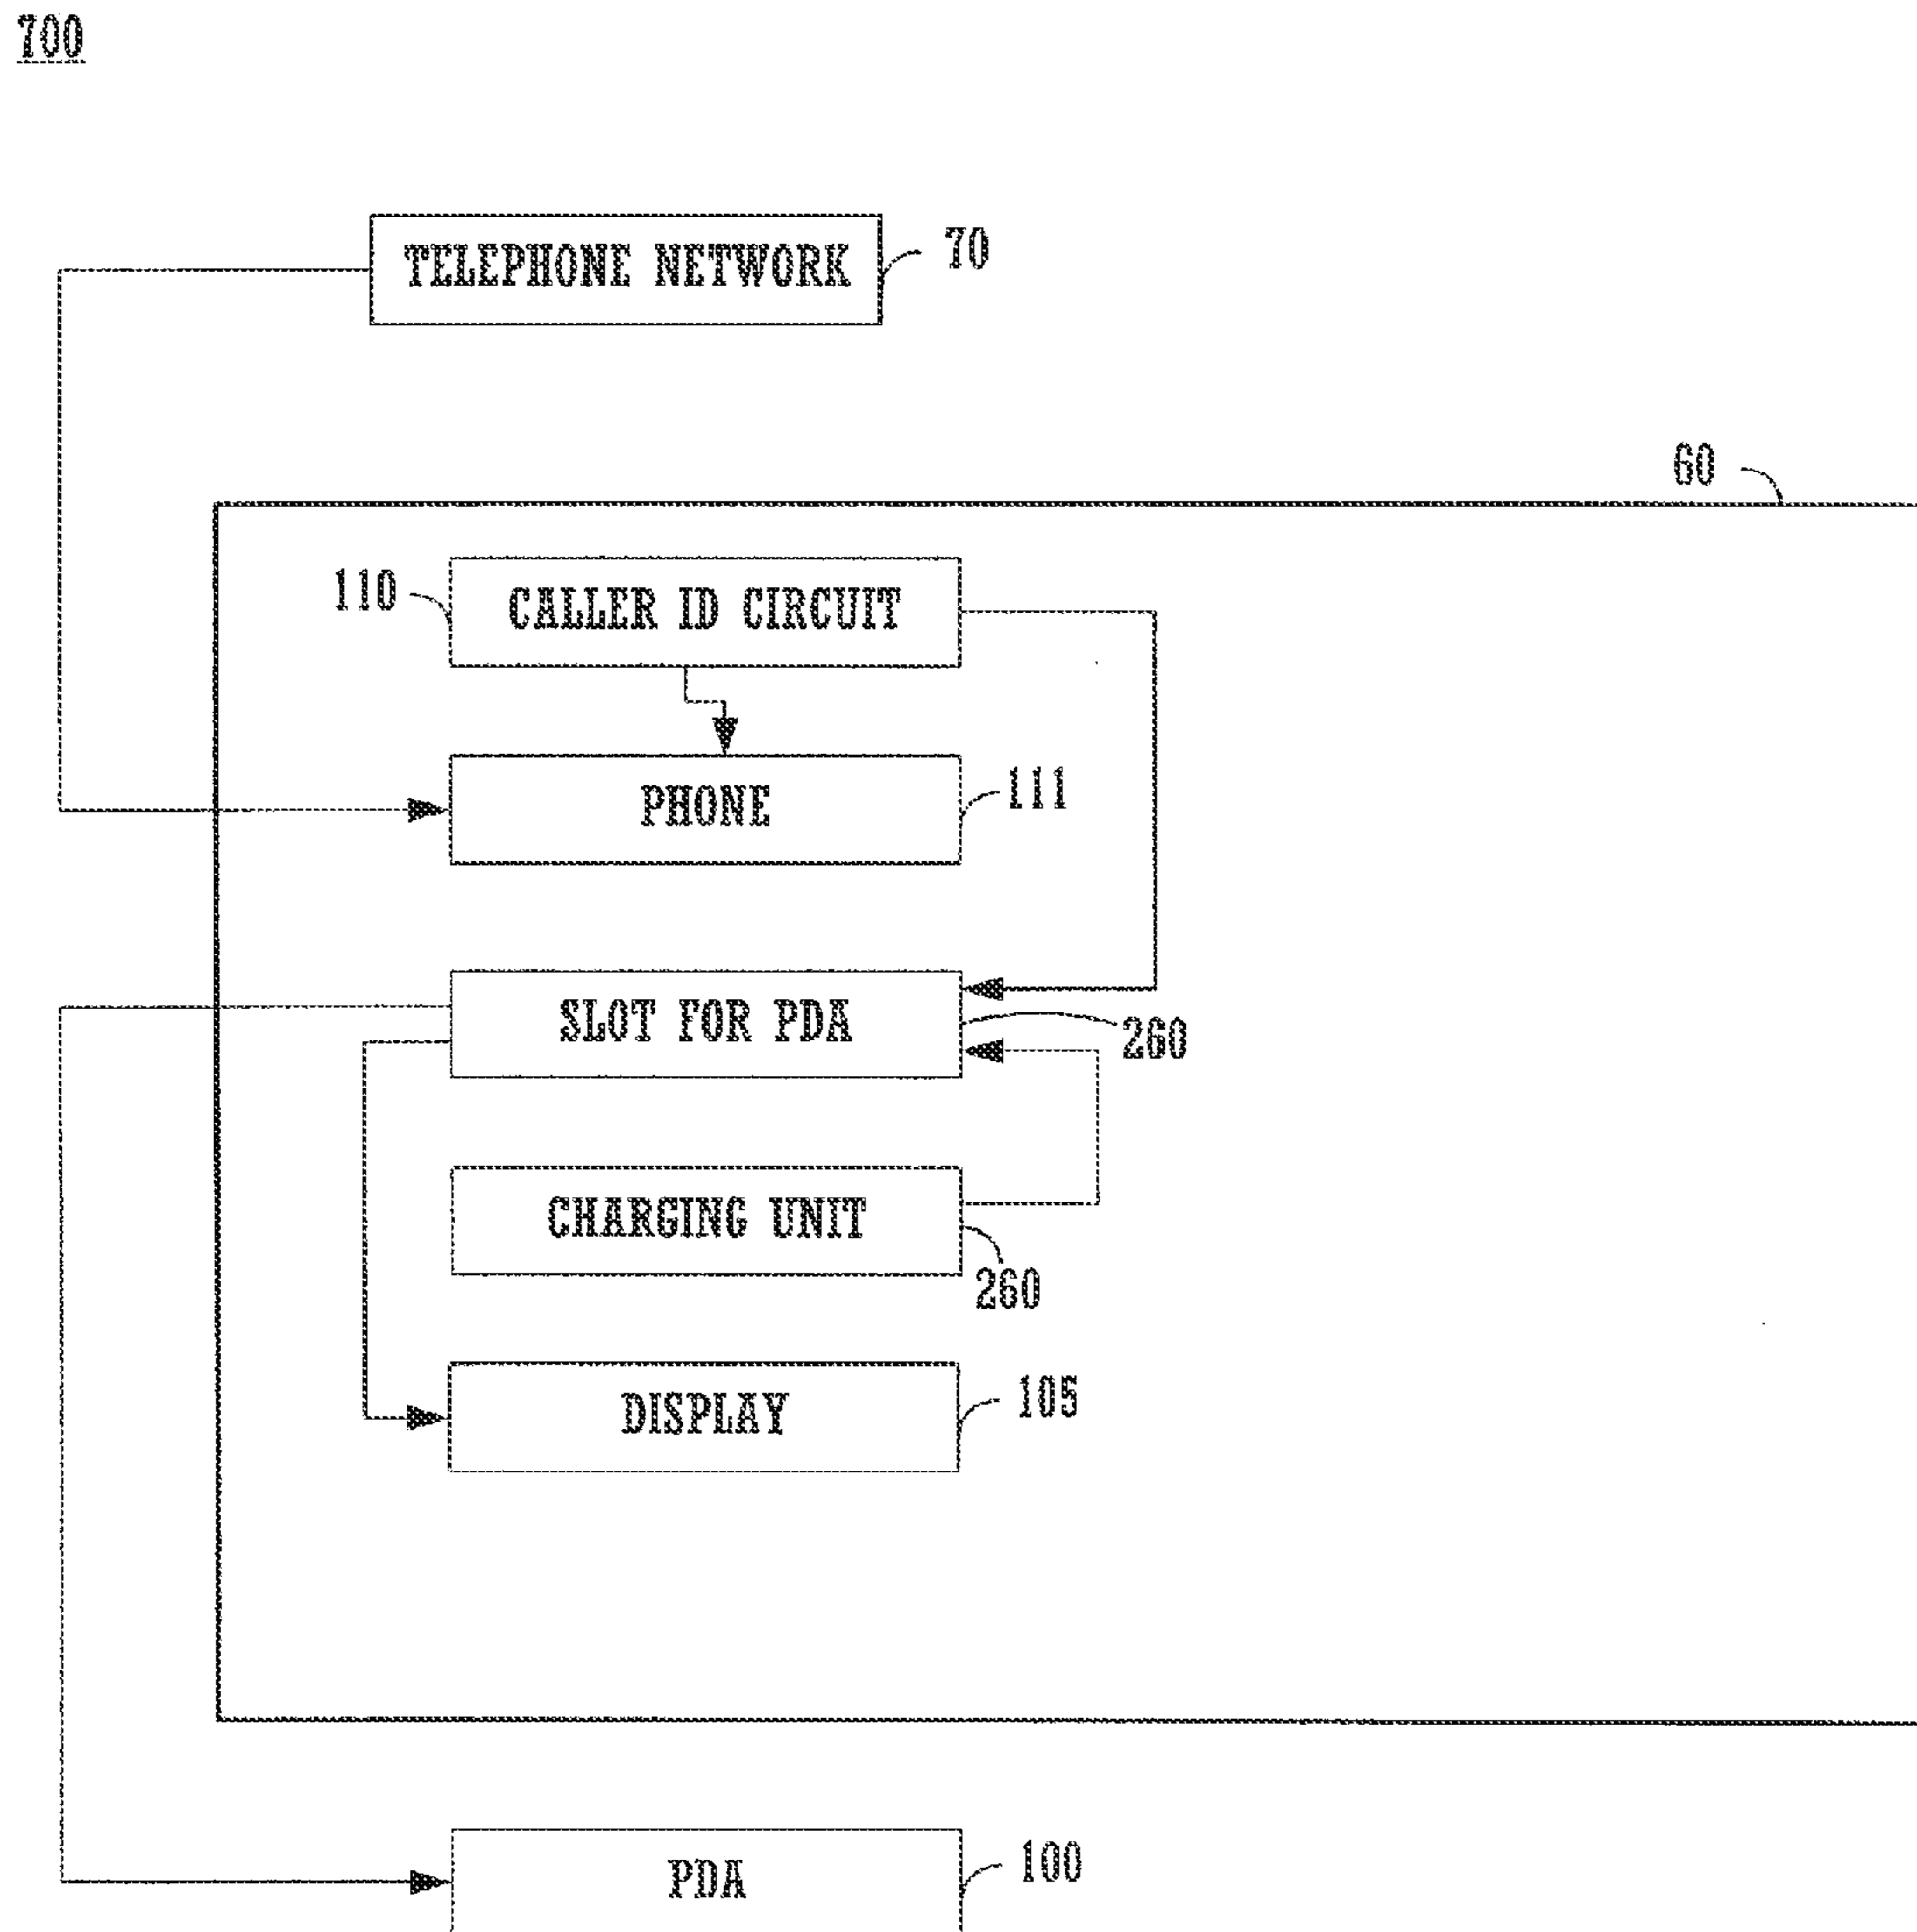 700
TELEPHONE NETWORK
70
60
110
CALLER ID CIRCUIT
PHONE
111
SLOT FOR PDA
260
CHARGING UNIT
260
DISPLAY
105
PDA
100